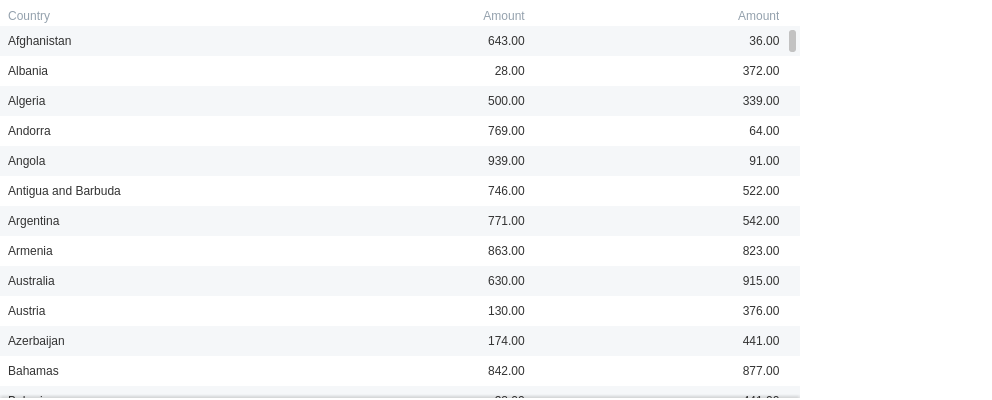 Country Amount Amount
Afghanistan 643.00 36.00
Albania 28.00 372.00
Algeria 500.00 339.00
Andorra 769.00 64.00
Angola 939.00 91.00
Antigua and Barbuda 746.00 522.00
Argentina 771.00 542.00
Armenia 863.00 823.00
Australia 630.00 915.00
Austria 130.00 376.00
Azerbaijan 174.00 441.00
Bahamas 842.00 877.00